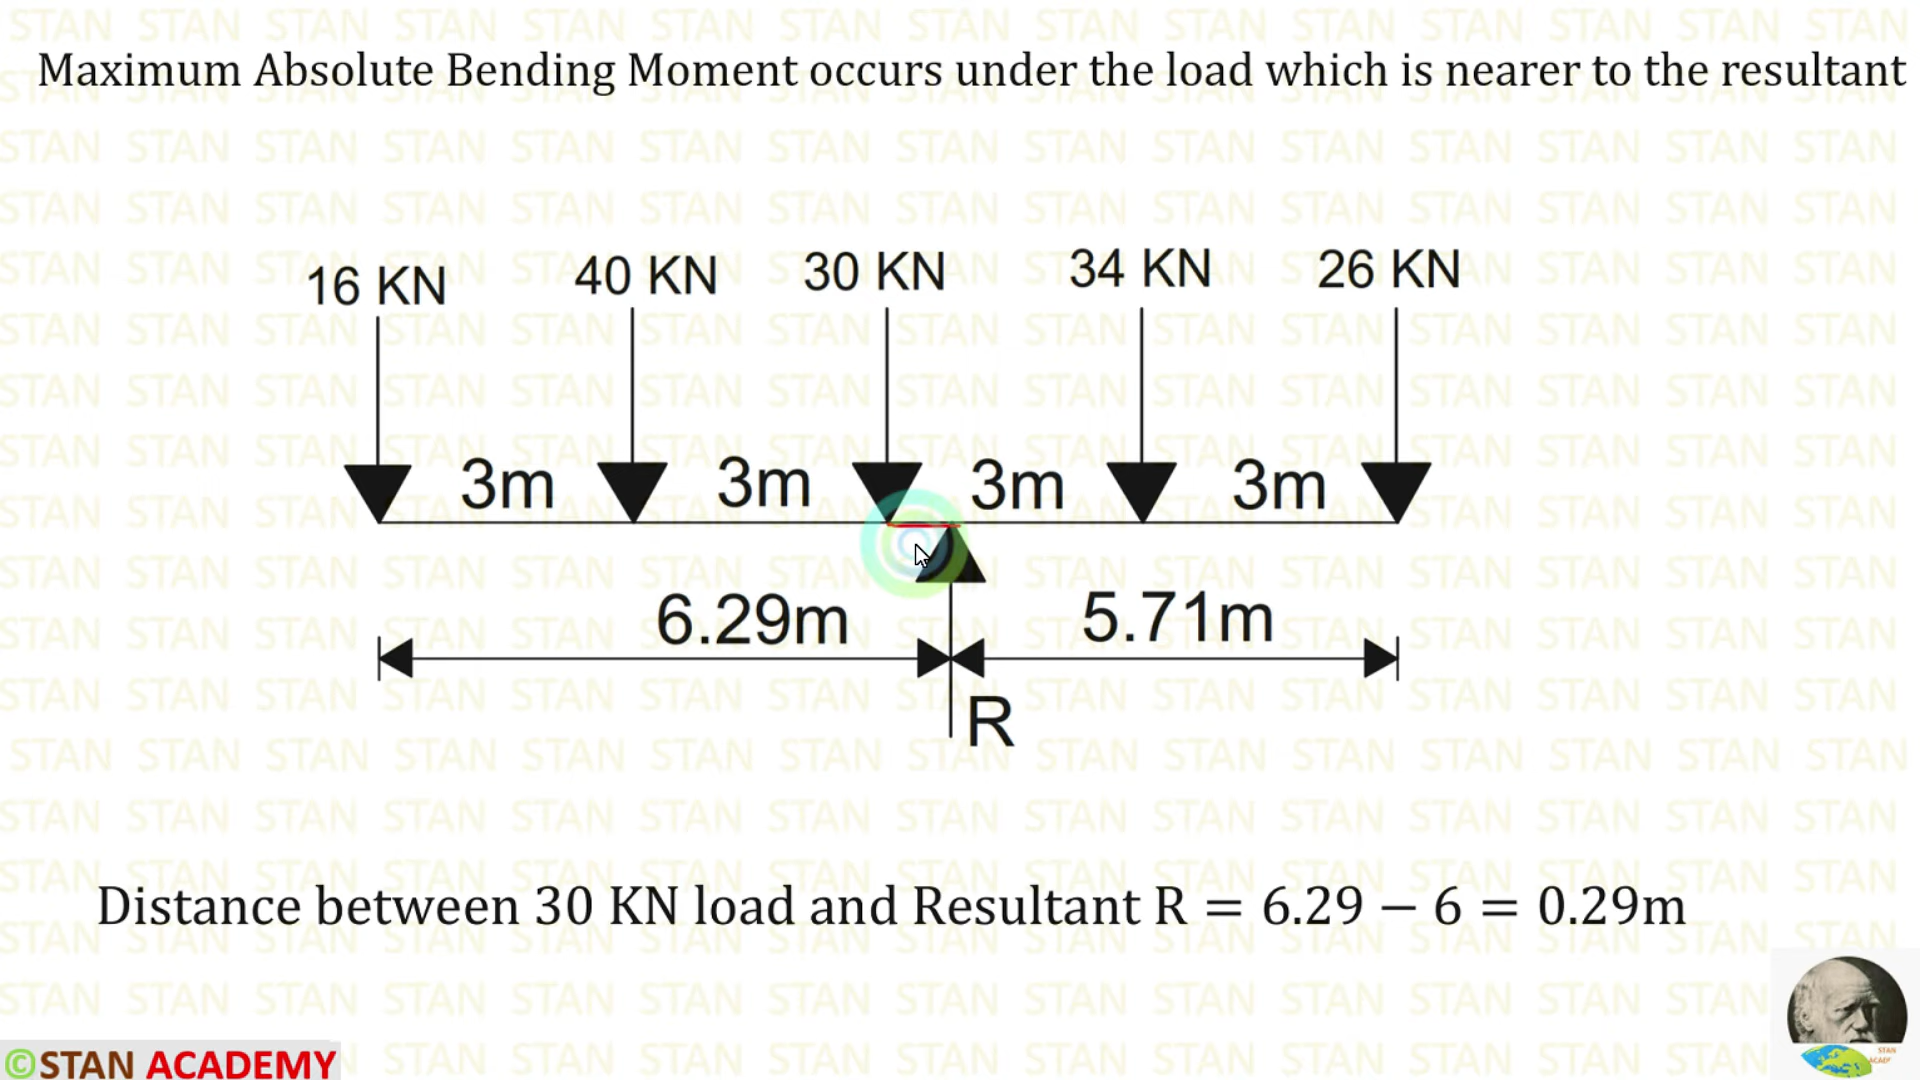 Maximum Absolute Bending Moment occurs under the load which is nearer to the resultant
16 KN 40 KN 30 KN 34 KN 26 KN
3m 3m 3m 3m
6.29m 5.71m
R
Distance between 30 KN load and Resultant R = 6.29 − 6 = 0.29m
©STAN ACADEMY